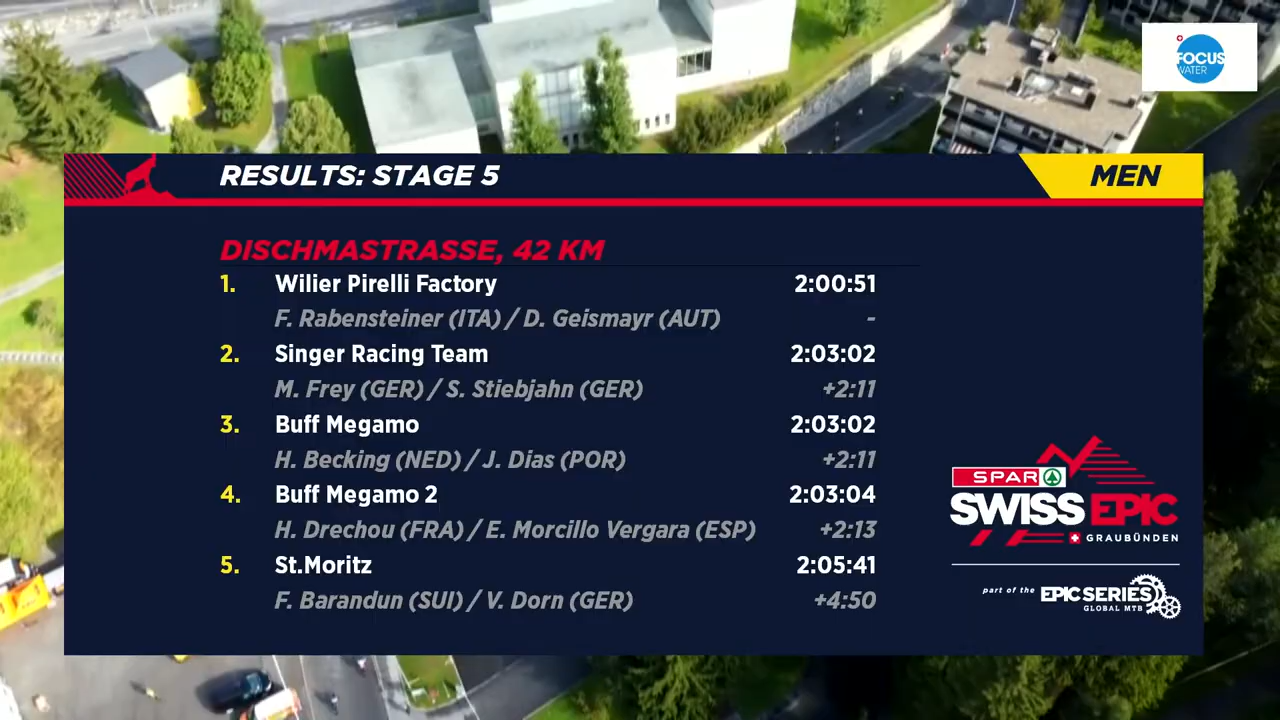 FOCUS
WATER
RESULTS: STAGE 5
MEN
DISCHMASTRASSE, 42 KM
1. Wilier Pirelli Factory 2:00:51
F. Rabensteiner (ITA) / D. Geismayr (AUT) -
2. Singer Racing Team 2:03:02
M. Frey (GER) / S. Stiebjahn (GER) +2:11
3. Buff Megamo 2:03:02
H. Becking (NED) / J. Dias (POR) +2:11
4. Buff Megamo 2 2:03:04
H. Drechou (FRA) / E. Morcillo Vergara (ESP) +2:13
5. St.Moritz 2:05:41
F. Barandun (SUI) / V. Dorn (GER) +4:50
SPAR
SWISS EPIC
GRAUBÜNDEN
part of the EPIC SERIES
GLOBAL MTB